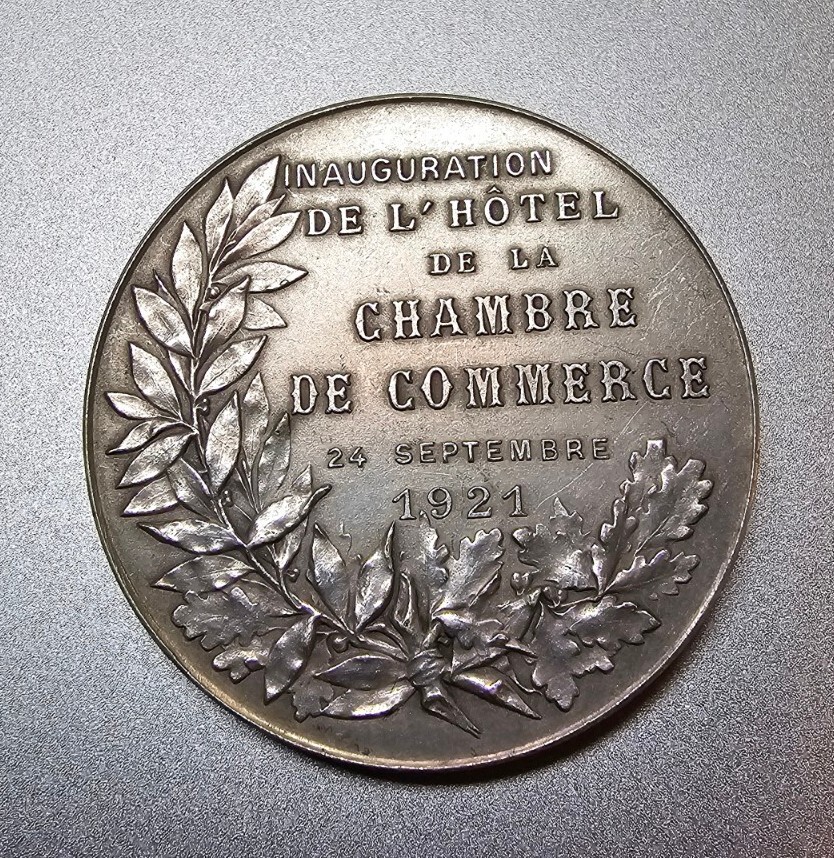 INAUGURATION
DE L'HÔTEL
DE LA
CHAMBRE
DE COMMERCE
24 SEPTEMBRE
1921